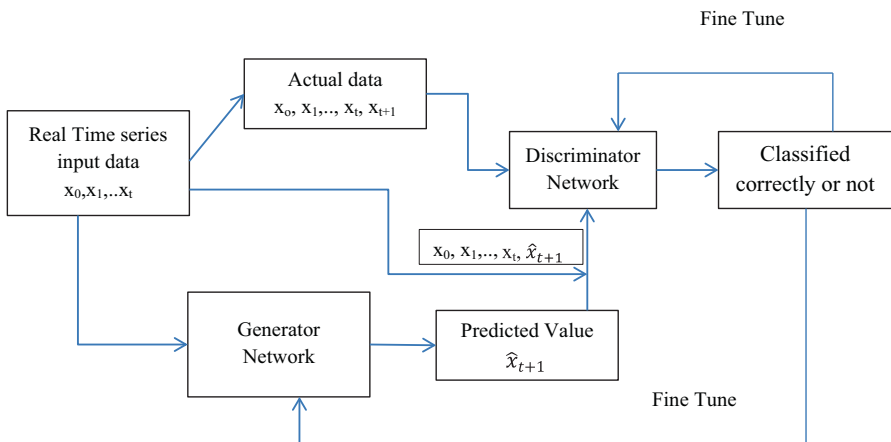 Fine Tune
Actual data
xₒ, x₁,.., xₜ, xₜ₊₁
Real Time series
input data
x₀,x₁,..xₜ
Discriminator
Network
Classified
correctly or not
x₀, x₁,.., xₜ, x̂ₜ₊₁
Generator
Network
Predicted Value
x̂ₜ₊₁
Fine Tune